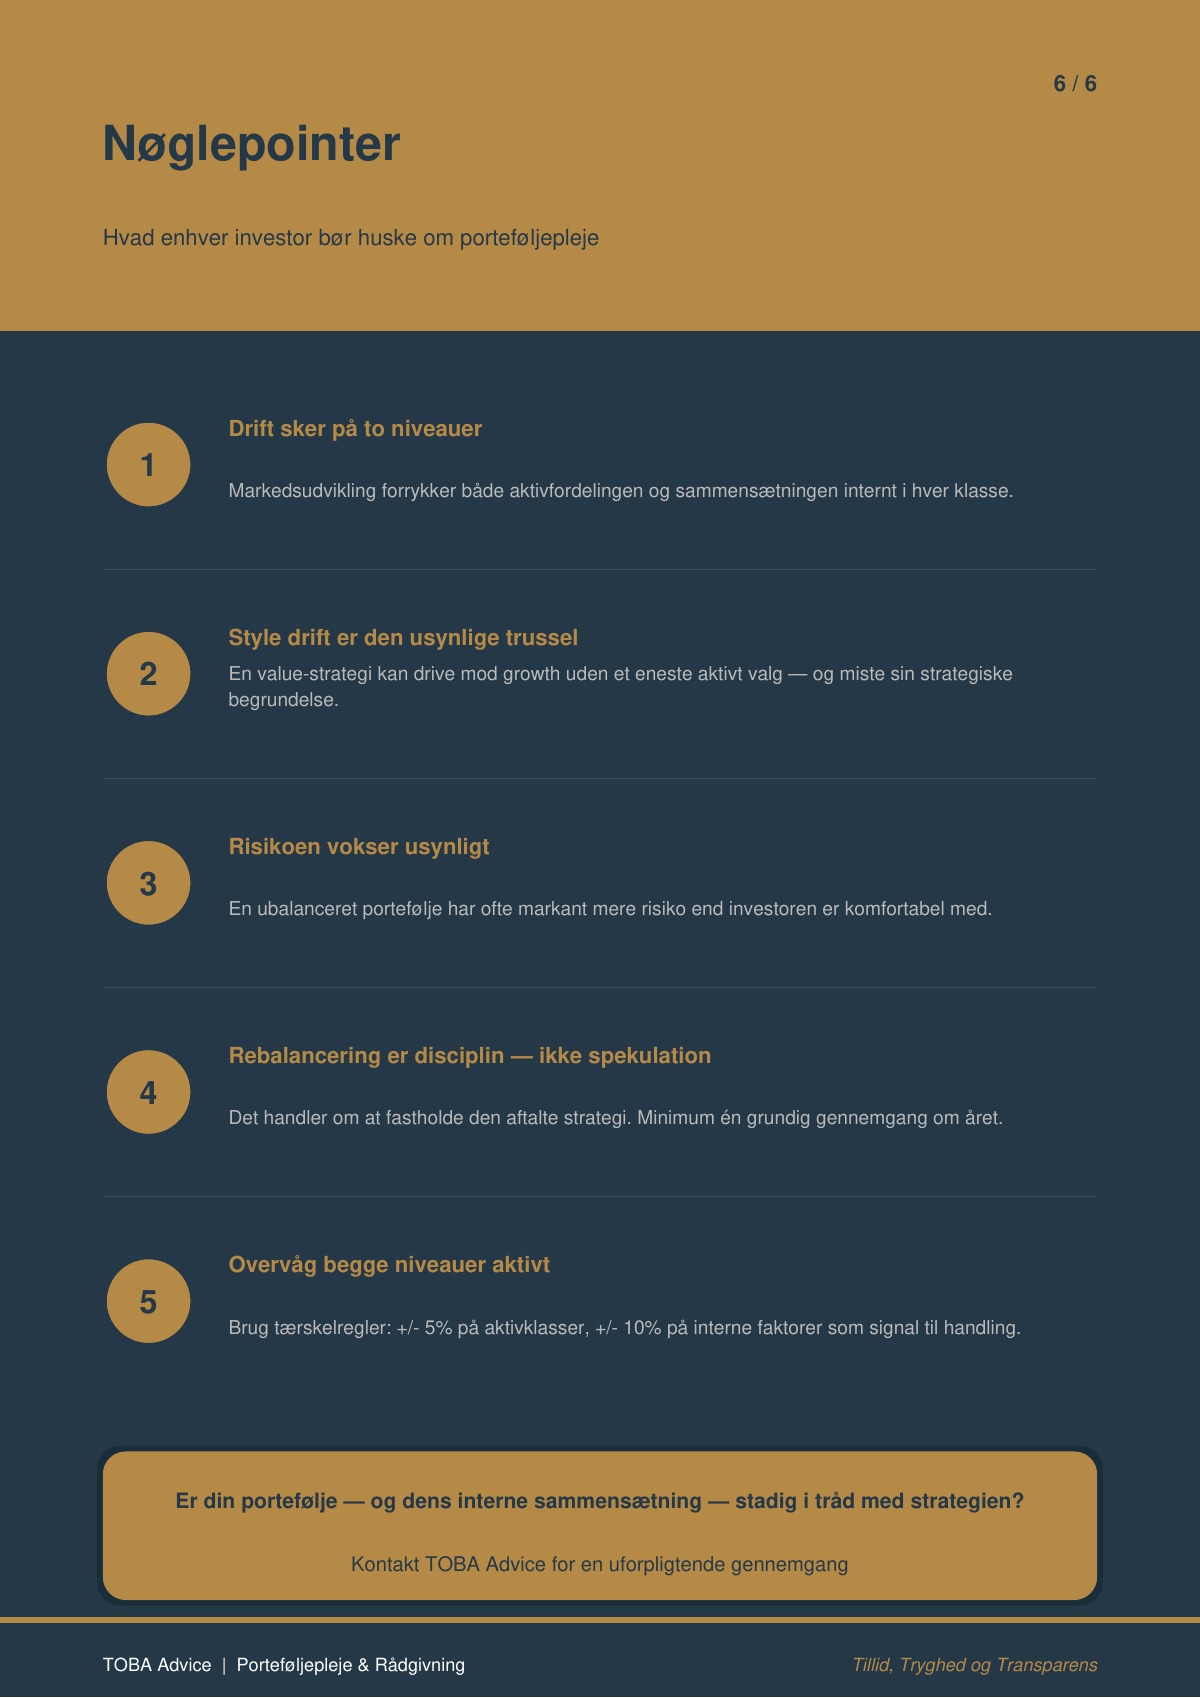 6 / 6
Nøglepointer
Hvad enhver investor bør huske om porteføljepleje
1
Drift sker på to niveauer
Markedsudvikling forrykker både aktivfordelingen og sammensætningen internt i hver klasse.
2
Style drift er den usynlige trussel
En value-strategi kan drive mod growth uden et eneste aktivt valg — og miste sin strategiske
begrundelse.
3
Risikoen vokser usynligt
En ubalanceret portefølje har ofte markant mere risiko end investoren er komfortabel med.
4
Rebalancering er disciplin — ikke spekulation
Det handler om at fastholde den aftalte strategi. Minimum én grundig gennemgang om året.
5
Overvåg begge niveauer aktivt
Brug tærskelregler: +/- 5% på aktivklasser, +/- 10% på interne faktorer som signal til handling.
Er din portefølje — og dens interne sammensætning — stadig i tråd med strategien?
Kontakt TOBA Advice for en uforpligtende gennemgang
TOBA Advice | Porteføljepleje & Rådgivning
Tillid, Tryghed og Transparens